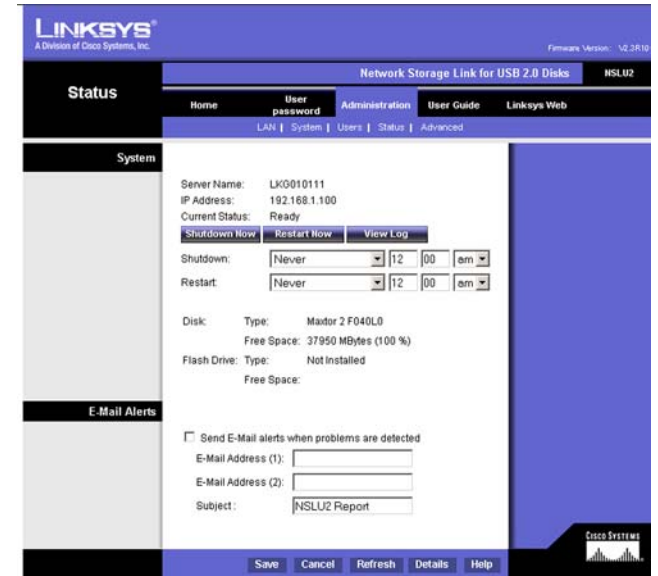 LINKSYS®
A Division of Cisco Systems, Inc.
Firmware Version: V2.3R10
Network Storage Link for USB 2.0 Disks NSLU2
Status
Home User password Administration User Guide Linksys Web
LAN | System | Users | Status | Advanced
System
Server Name: LKG010111
IP Address: 192.168.1.100
Current Status: Ready
Shutdown Now Restart Now View Log
Shutdown: Never 12 00 am
Restart: Never 12 00 am
Disk: Type: Maxtor 2 F040L0
Free Space: 37950 MBytes (100 %)
Flash Drive: Type: Not Installed
Free Space:
E-Mail Alerts
Send E-Mail alerts when problems are detected
E-Mail Address (1):
E-Mail Address (2):
Subject: NSLU2 Report
CISCO SYSTEMS
Save Cancel Refresh Details Help